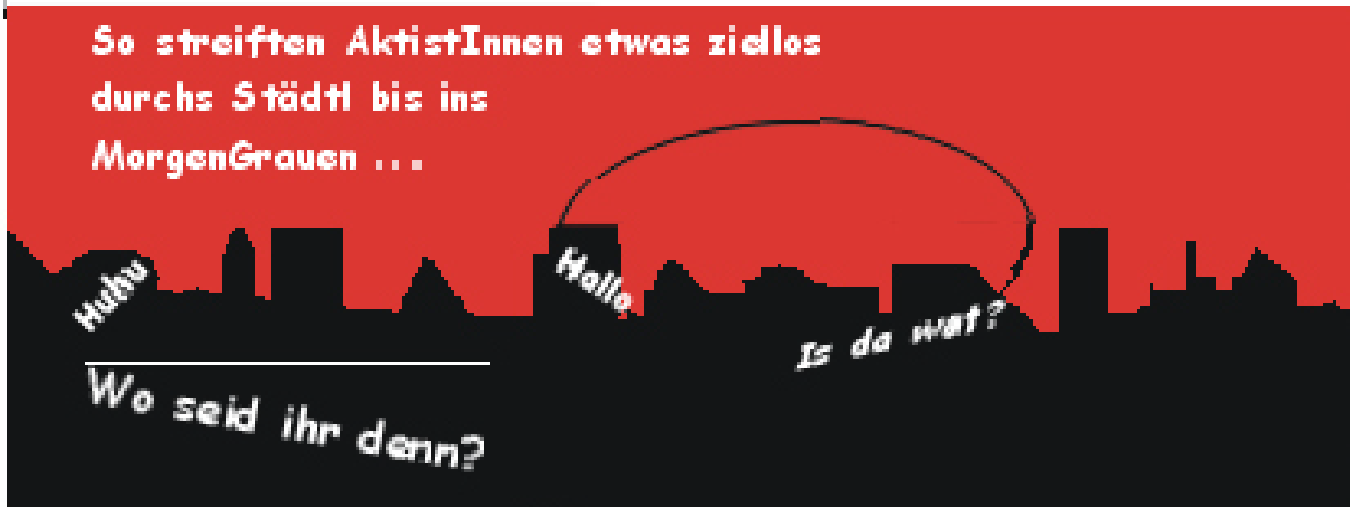 So streiften AktistInnen etwas ziellos
durchs Städtl bis ins
MorgenGrauen ...
Huhu
Hallo
Is da wat?
Wo seid ihr denn?